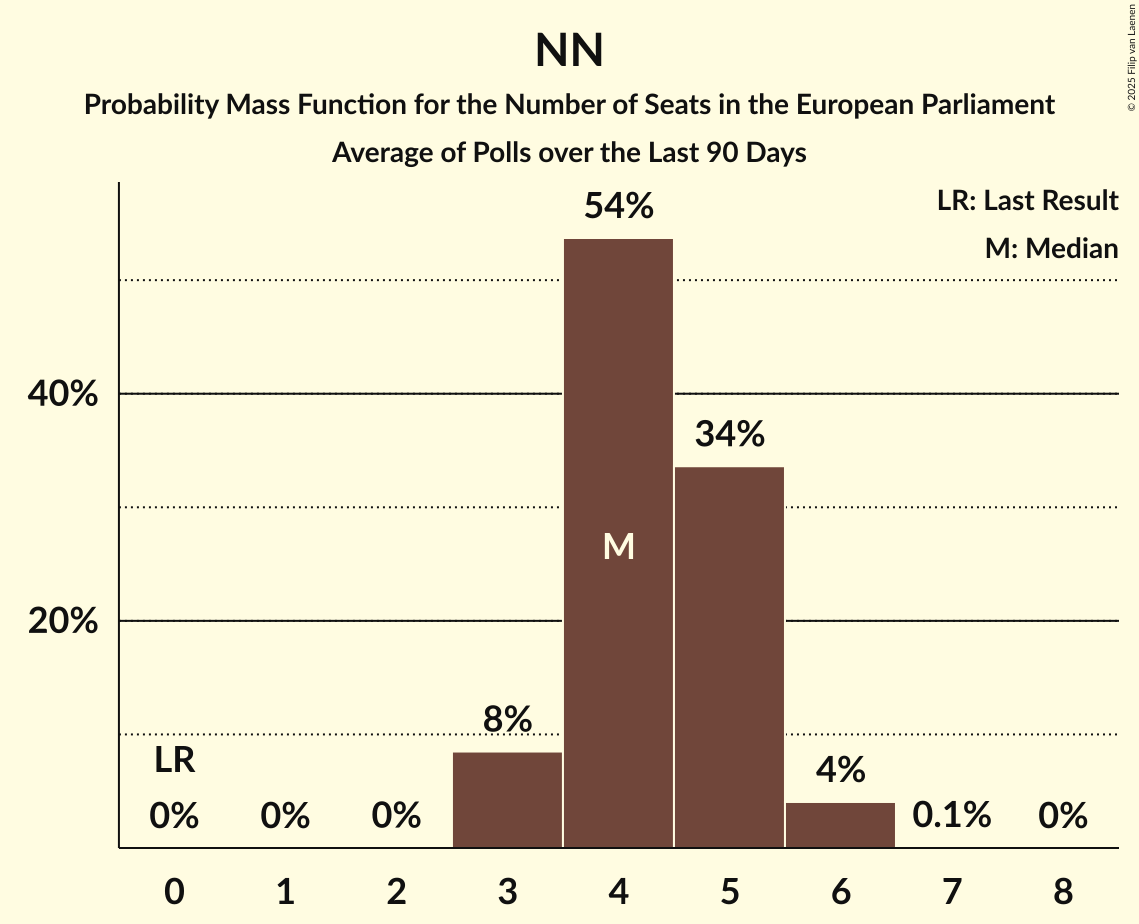 NN
Probability Mass Function for the Number of Seats in the European Parliament
Average of Polls over the Last 90 Days
© 2025 Filip van Laenen
LR: Last Result
M: Median
54%
40%
34%
M
20%
8%
LR
4%
0% 0% 0% 0.1% 0%
0 1 2 3 4 5 6 7 8